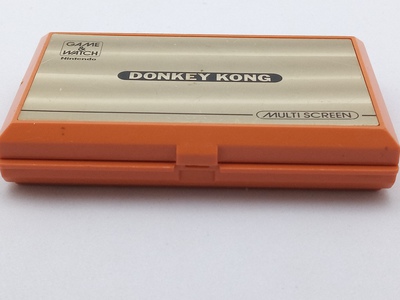 GAME
&
WATCH
Nintendo
DONKEY KONG
MULTI SCREEN